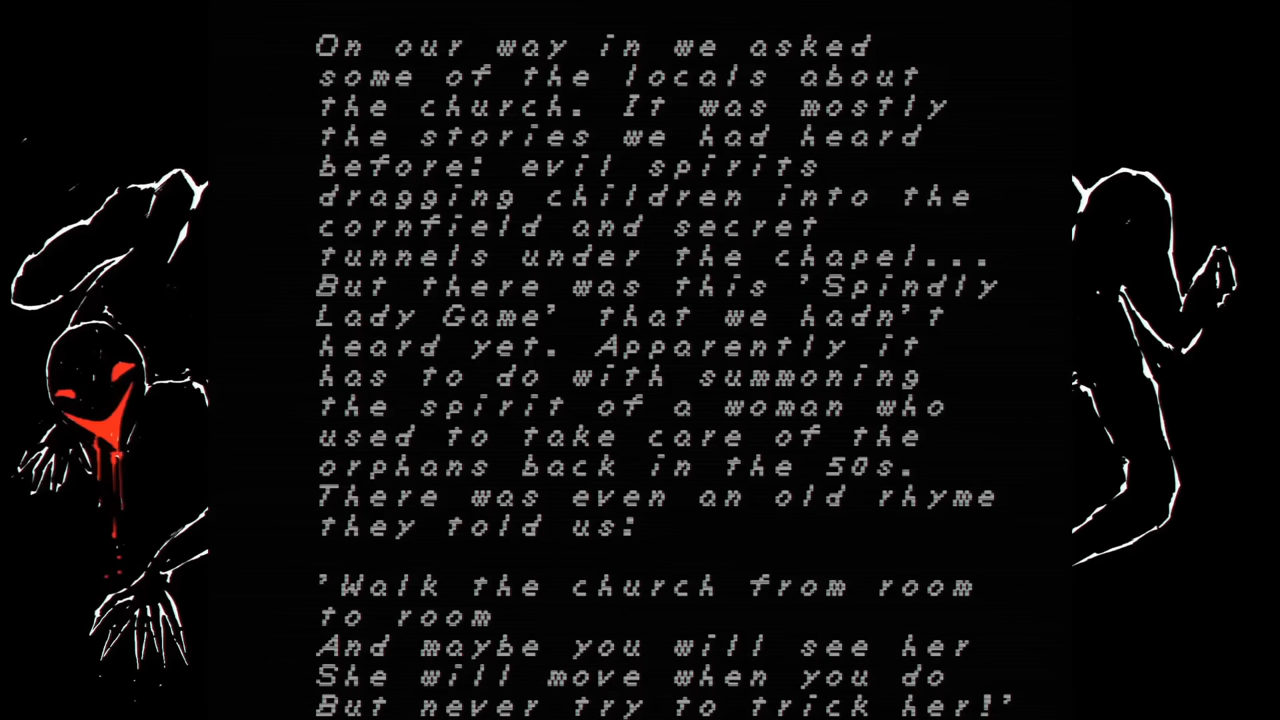 On our way in we asked
some of the locals about
the church. It was mostly
the stories we had heard
before: evil spirits
dragging children into the
cornfield and secret
tunnels under the chapel...
But there was this 'Spindly
Lady Game' that we hadn't
heard yet. Apparently it
has to do with summoning
the spirit of a woman who
used to take care of the
orphans back in the 50s.
There was even an old rhyme
they told us:
'Walk the church from room
to room
And maybe you will see her
She will move when you do
But never try to trick her!'